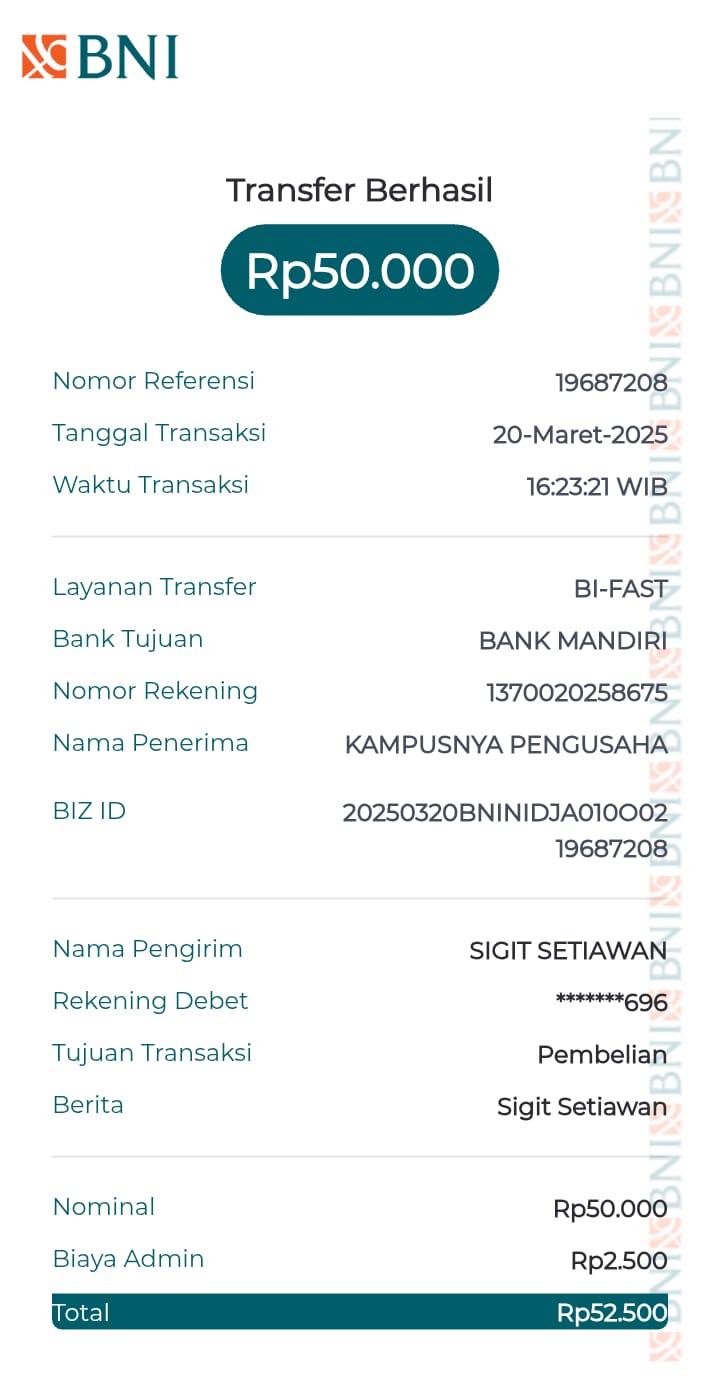 BNI
Transfer Berhasil
Rp50.000
Nomor Referensi 19687208
Tanggal Transaksi 20-Maret-2025
Waktu Transaksi 16:23:21 WIB
Layanan Transfer BI-FAST
Bank Tujuan BANK MANDIRI
Nomor Rekening 1370020258675
Nama Penerima KAMPUSNYA PENGUSAHA
BIZ ID 20250320BNINIDJA010O02
19687208
Nama Pengirim SIGIT SETIAWAN
Rekening Debet *******696
Tujuan Transaksi Pembelian
Berita Sigit Setiawan
Nominal Rp50.000
Biaya Admin Rp2.500
Total Rp52.500
BNI BNI BNI BNI BNI BNI BNI BNI BNI BNI BNI